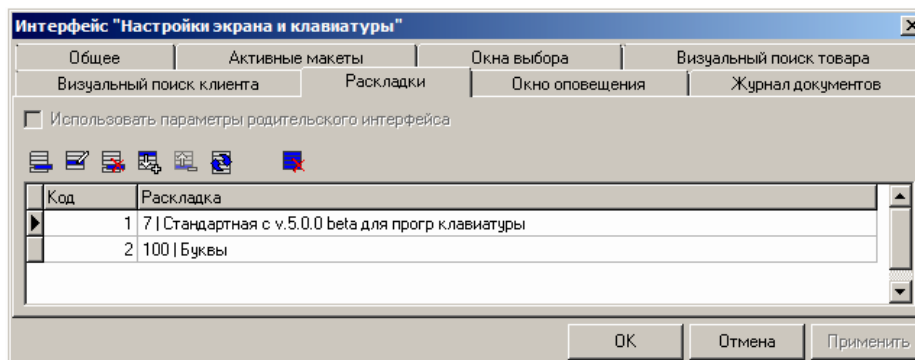 Интерфейс "Настройки экрана и клавиатуры"
Общее Активные макеты Окна выбора Визуальный поиск товара
Визуальный поиск клиента Раскладки Окно оповещения Журнал документов
Использовать параметры родительского интерфейса
Код Раскладка
1 7 | Стандартная с v.5.0.0 beta для прогр клавиатуры
2 100 | Буквы
OK Отмена Применить